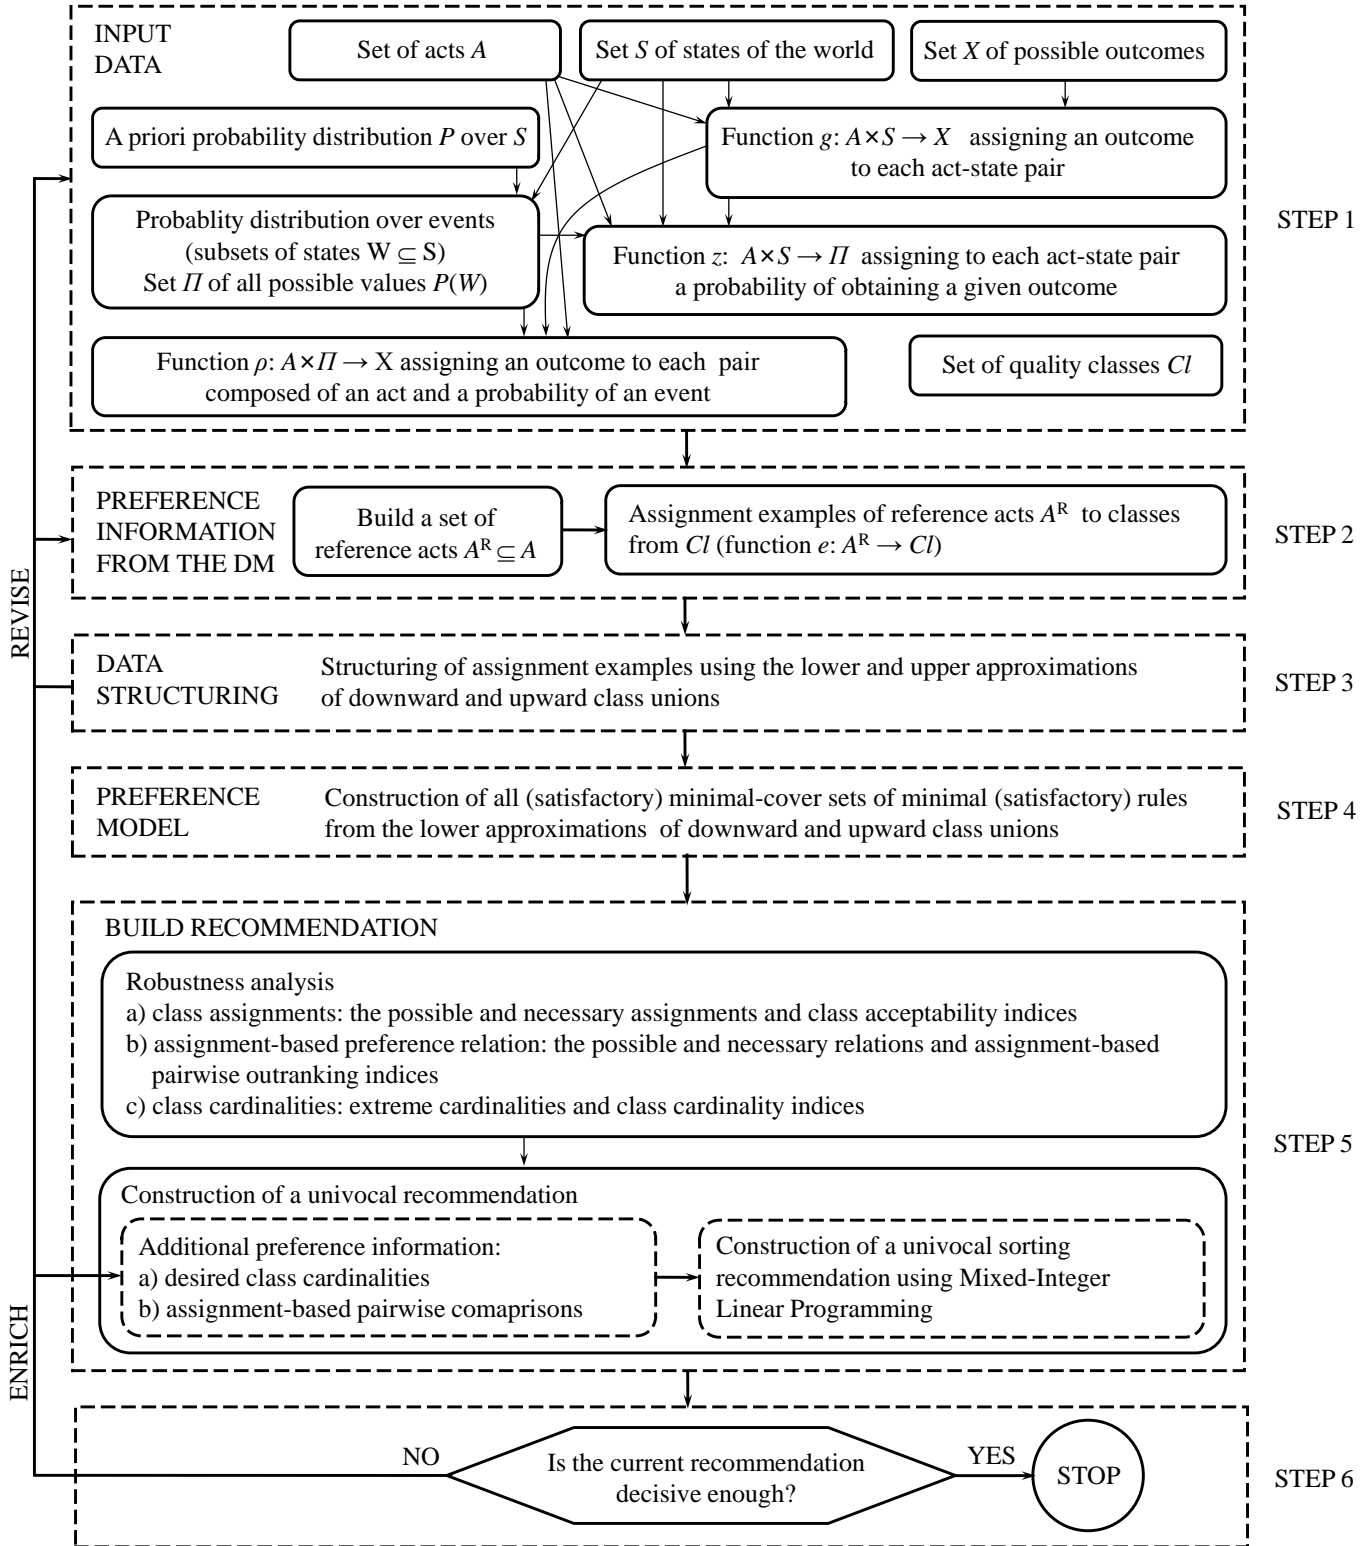 INPUT
DATA
Set of acts A
Set S of states of the world
Set X of possible outcomes
A priori probability distribution P over S
Function g: A×S → X assigning an outcome
to each act-state pair
STEP 1
Probablity distribution over events
(subsets of states W ⊆ S)
Set Π of all possible values P(W)
Function z: A×S → Π assigning to each act-state pair
a probability of obtaining a given outcome
Function ρ: A×Π → X assigning an outcome to each pair
composed of an act and a probability of an event
Set of quality classes Cl
PREFERENCE
INFORMATION
FROM THE DM
Build a set of
reference acts Aᴿ ⊆ A
Assignment examples of reference acts Aᴿ to classes
from Cl (function e: Aᴿ → Cl)
STEP 2
REVISE
DATA
STRUCTURING
Structuring of assignment examples using the lower and upper approximations
of downward and upward class unions
STEP 3
PREFERENCE
MODEL
Construction of all (satisfactory) minimal-cover sets of minimal (satisfactory) rules
from the lower approximations of downward and upward class unions
STEP 4
BUILD RECOMMENDATION
Robustness analysis
a) class assignments: the possible and necessary assignments and class acceptability indices
b) assignment-based preference relation: the possible and necessary relations and assignment-based
pairwise outranking indices
c) class cardinalities: extreme cardinalities and class cardinality indices
STEP 5
Construction of a univocal recommendation
Additional preference information:
a) desired class cardinalities
b) assignment-based pairwise comaprisons
Construction of a univocal sorting
recommendation using Mixed-Integer
Linear Programming
ENRICH
NO
Is the current recommendation
decisive enough?
YES
STOP
STEP 6